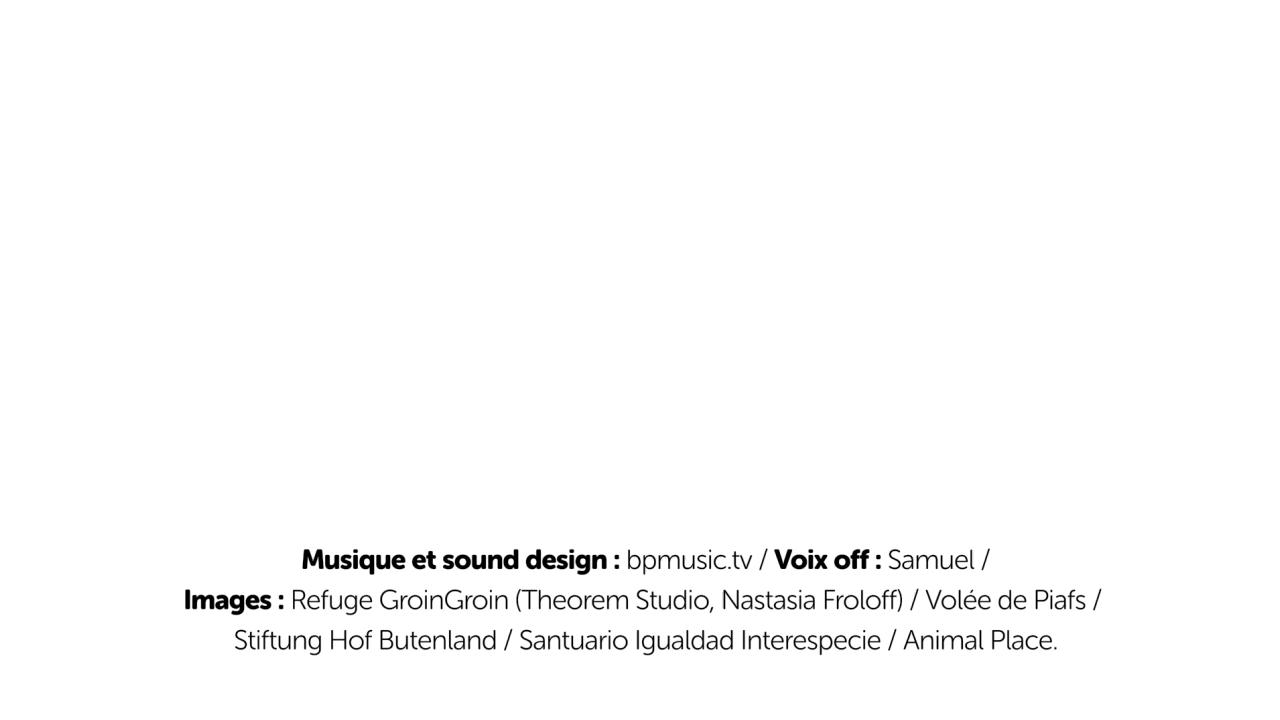 Musique et sound design : bpmusic.tv / Voix off : Samuel /
Images : Refuge GroinGroin (Theorem Studio, Nastasia Froloff) / Volée de Piafs /
Stiftung Hof Butenland / Santuario Igualdad Interespecie / Animal Place.